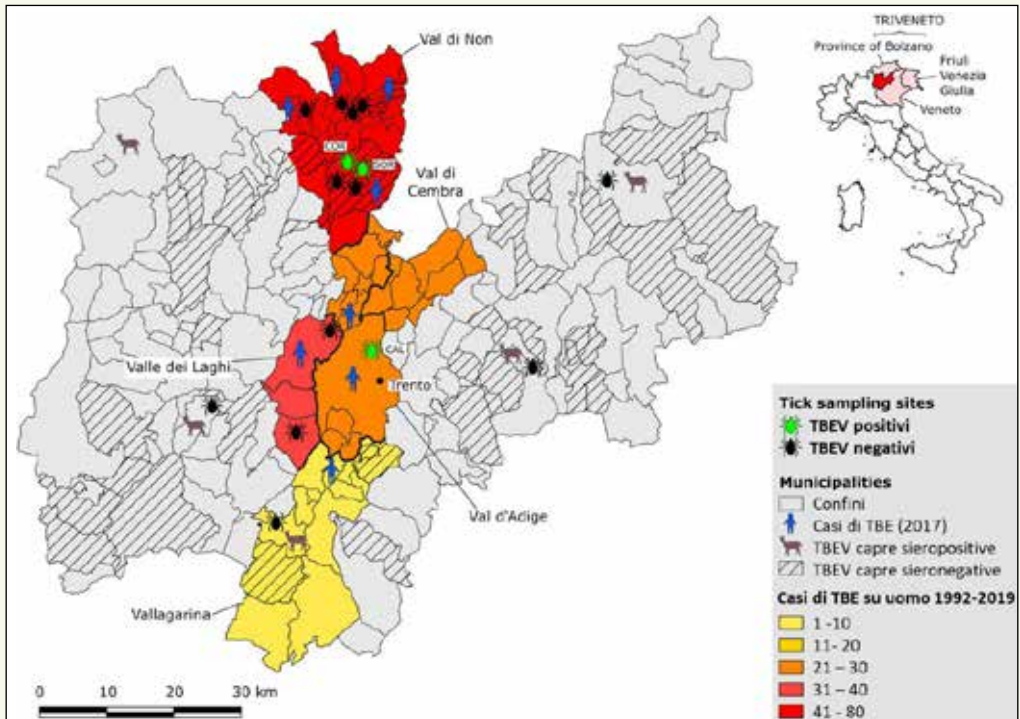 TRIVENETO
Province of Bolzano
Friuli
Venezia
Giulia
Veneto
Val di Non
COR
GOR
Val di
Cembra
Valle dei Laghi
CAL
Trento
Val d'Adige
Vallagarina
0 10 20 30 km
Tick sampling sites
TBEV positivi
TBEV negativi
Municipalities
Confini
Casi di TBE (2017)
TBEV capre sieropositive
TBEV capre sieronegative
Casi di TBE su uomo 1992-2019
1 -10
11- 20
21 – 30
31 – 40
41 - 80